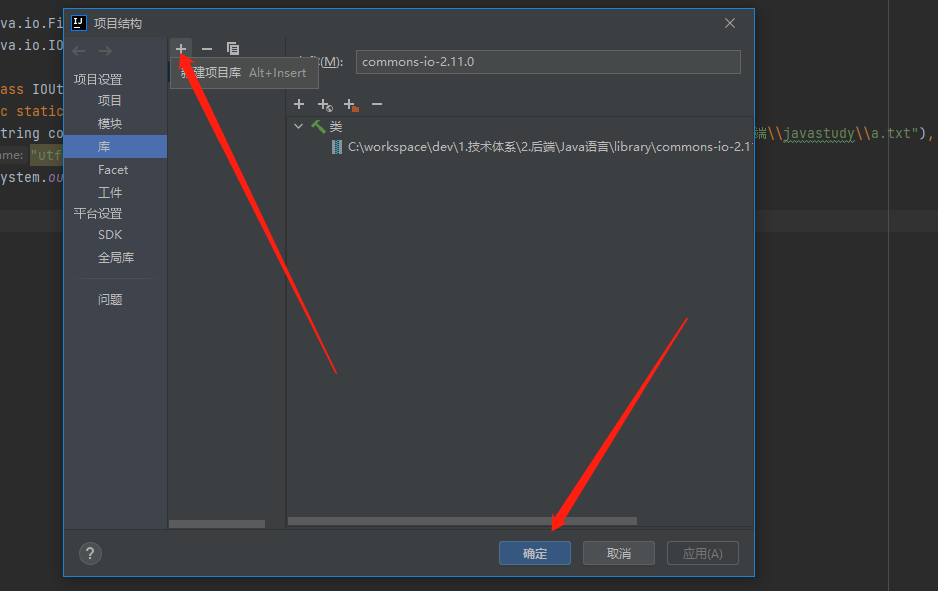 va.io.Fi
va.io.IO
ass IOUt
c static
tring co
ame: "utf
ystem.ou
项目结构
项目设置
项目
模块
库
Facet
工件
平台设置
SDK
全局库
问题
新建项目库 Alt+Insert
(M): commons-io-2.11.0
类
C:\workspace\dev\1.技术体系\2.后端\Java语言\library\commons-io-2.1
端\\javastudy\\a.txt"),
?
确定
取消
应用(A)